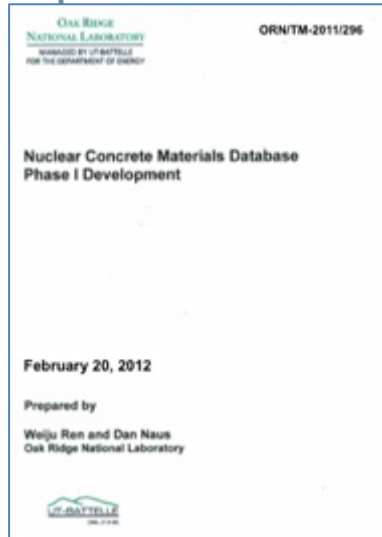 OAK RIDGE
NATIONAL LABORATORY
MANAGED BY UT-BATTELLE
FOR THE DEPARTMENT OF ENERGY
ORN/TM-2011/296
Nuclear Concrete Materials Database
Phase I Development
February 20, 2012
Prepared by
Weiju Ren and Dan Naus
Oak Ridge National Laboratory
UT-BATTELLE